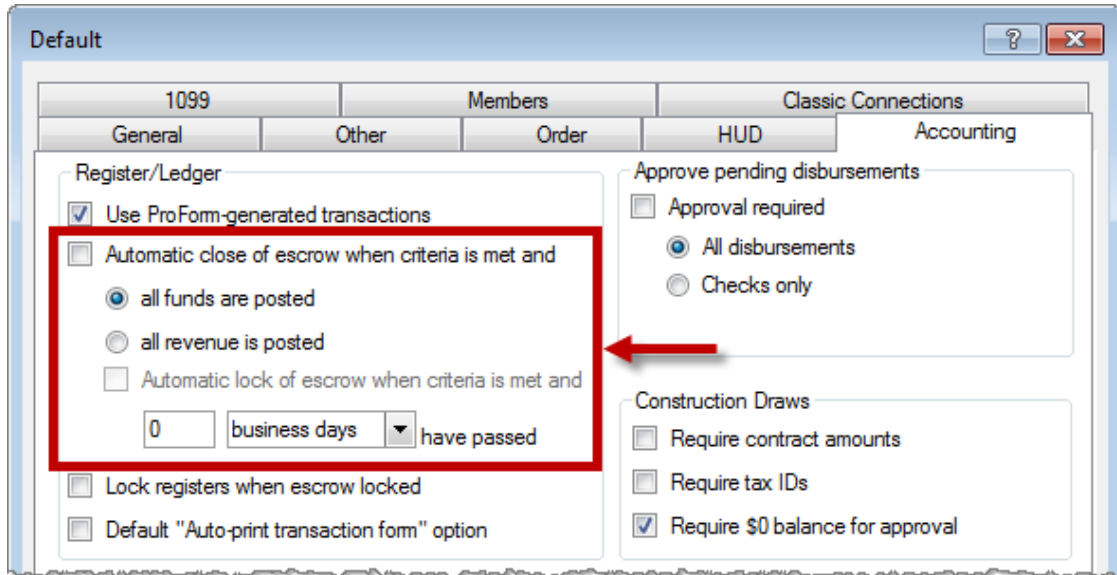 Default
1099 Members Classic Connections
General Other Order HUD Accounting
Register/Ledger
Use ProForm-generated transactions
Automatic close of escrow when criteria is met and
all funds are posted
all revenue is posted
Automatic lock of escrow when criteria is met and
0 business days have passed
Lock registers when escrow locked
Default "Auto-print transaction form" option
Approve pending disbursements
Approval required
All disbursements
Checks only
Construction Draws
Require contract amounts
Require tax IDs
Require $0 balance for approval